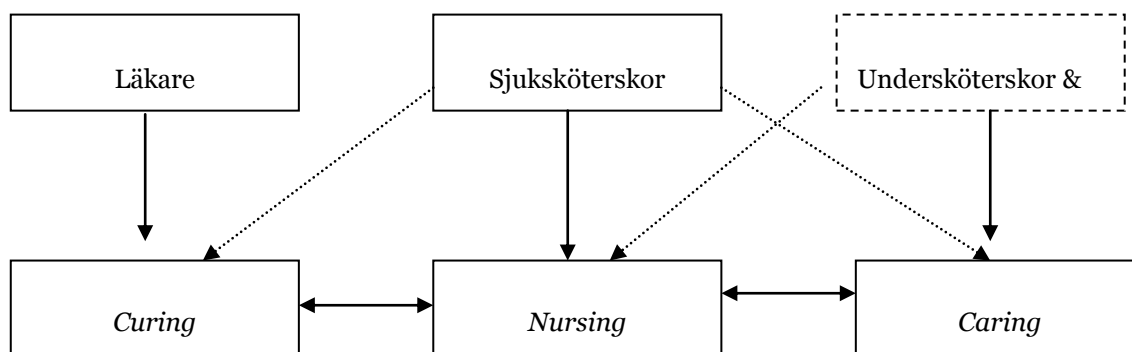 Läkare
Sjuksköterskor
Undersköterskor &
Curing
Nursing
Caring